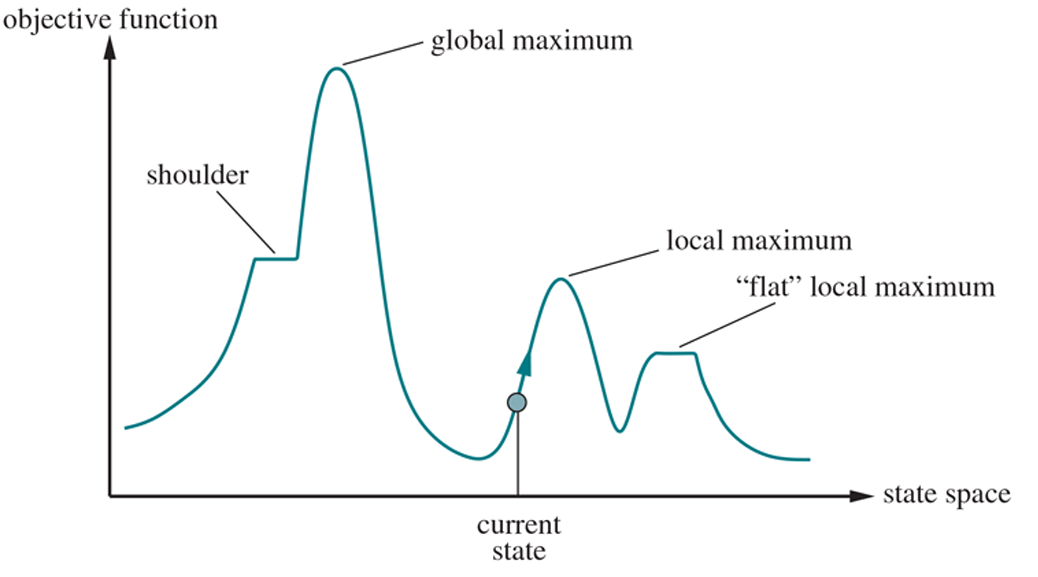 objective function
global maximum
shoulder
local maximum
“flat” local maximum
state space
current
state